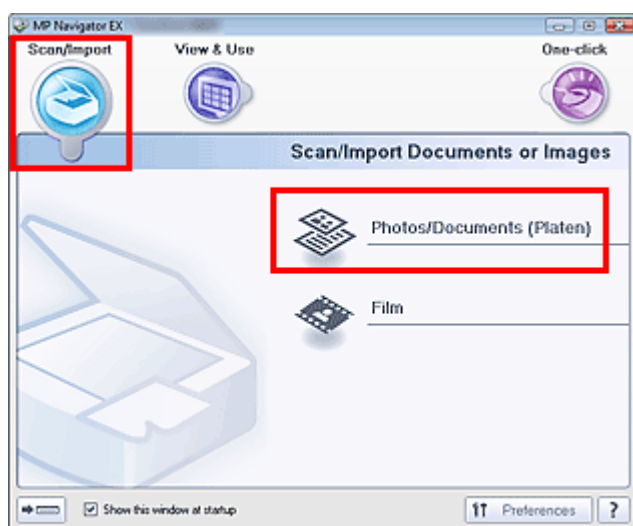 MP Navigator EX
Scan/Import
View & Use
One-click
Scan/Import Documents or Images
Photos/Documents (Platen)
Film
Show this window at startup
Preferences
?